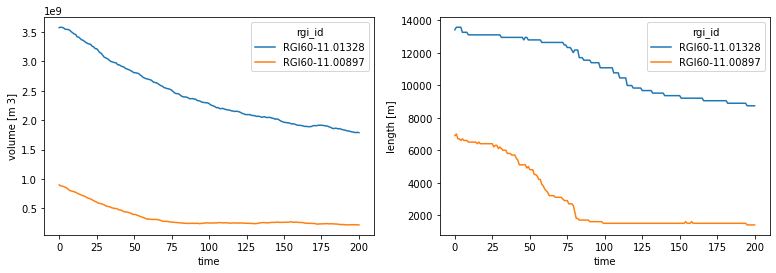 1e9
3.5
3.0
2.5
2.0
1.5
1.0
0.5
volume [m 3]
0 25 50 75 100 125 150 175 200
time
rgi_id
RGI60-11.01328
RGI60-11.00897
14000
12000
10000
8000
6000
4000
2000
length [m]
0 25 50 75 100 125 150 175 200
time
rgi_id
RGI60-11.01328
RGI60-11.00897